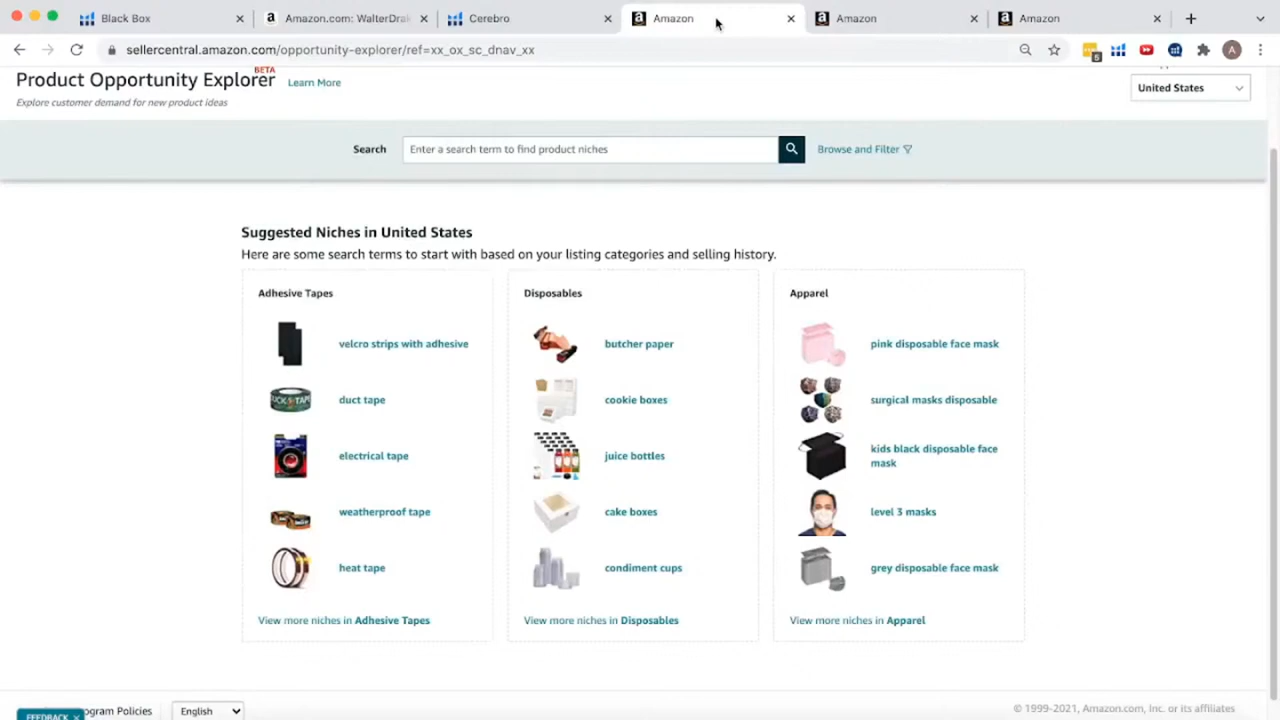 Black Box
Amazon.com: WalterDrak
Cerebro
Amazon
Amazon
Amazon
sellercentral.amazon.com/opportunity-explorer/ref=xx_ox_sc_dnav_xx
5
A
Product Opportunity Explorer
BETA
Learn More
Explore customer demand for new product ideas
United States
Search
Enter a search term to find product niches
Browse and Filter
Suggested Niches in United States
Here are some search terms to start with based on your listing categories and selling history.
Adhesive Tapes
velcro strips with adhesive
duct tape
electrical tape
weatherproof tape
heat tape
View more niches in Adhesive Tapes
Disposables
butcher paper
cookie boxes
juice bottles
cake boxes
condiment cups
View more niches in Disposables
Apparel
pink disposable face mask
surgical masks disposable
kids black disposable face
mask
level 3 masks
grey disposable face mask
View more niches in Apparel
FEEDBACK
ogram Policies
English
© 1999-2021, Amazon.com, Inc. or its affiliates